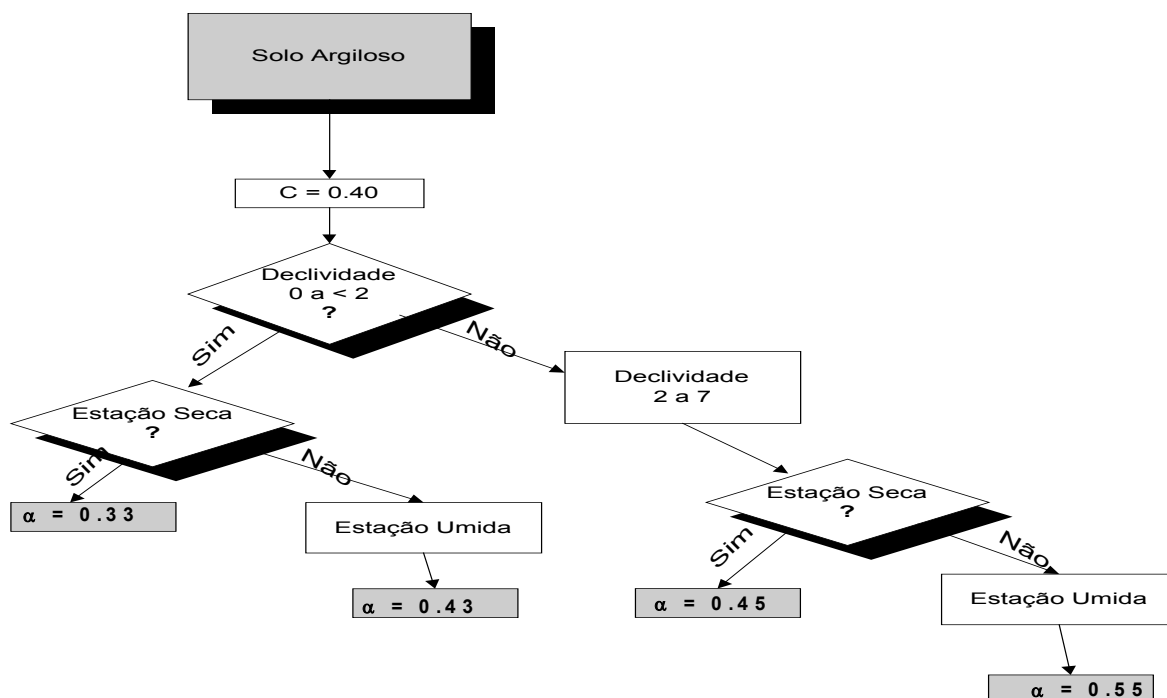 Solo Argiloso
C = 0.40
Declividade
0 a < 2
?
Sim
Não
Estação Seca
?
Declividade
2 a 7
Sim
Não
α = 0.33
Estação Umida
α = 0.43
Estação Seca
?
Sim
Não
α = 0.45
Estação Umida
α = 0.55